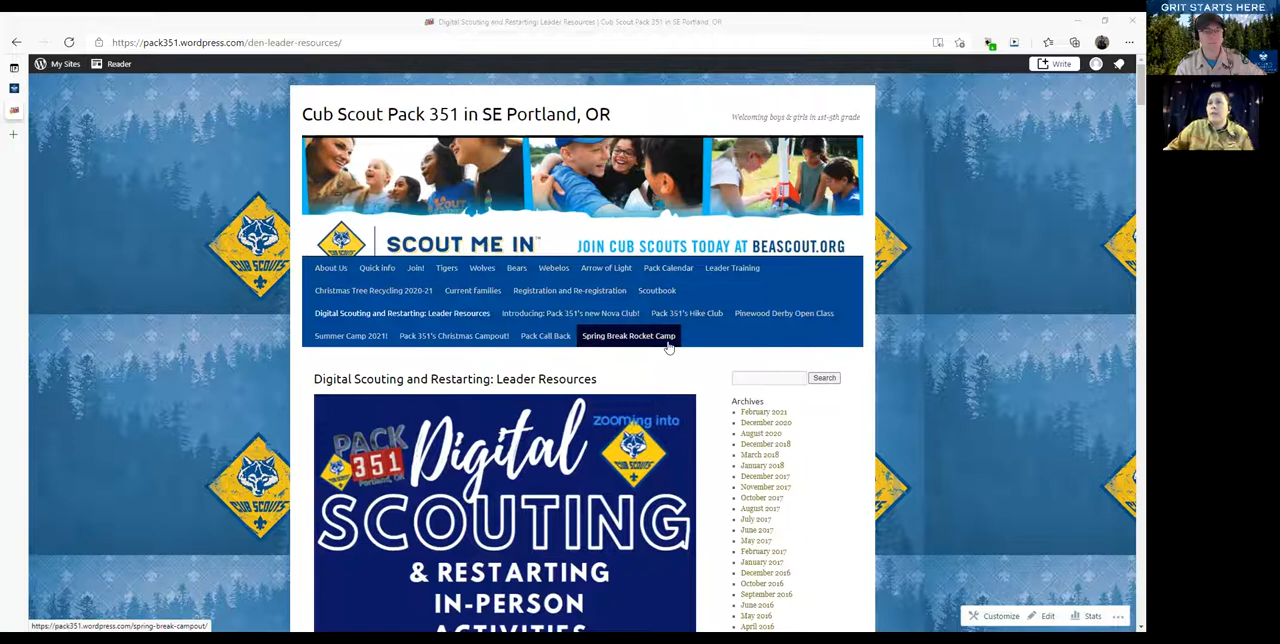 Digital Scouting and Restarting: Leader Resources | Cub Scout Pack 351 in SE Portland, OR
https://pack351.wordpress.com/den-leader-resources/
My Sites Reader Write
GRIT STARTS HERE
Cub Scout Pack 351 in SE Portland, OR
Welcoming boys & girls in 1st-5th grade
SCOUT ME IN™ JOIN CUB SCOUTS TODAY AT BEASCOUT.ORG
About Us Quick info Join! Tigers Wolves Bears Webelos Arrow of Light Pack Calendar Leader Training
Christmas Tree Recycling 2020-21 Current families Registration and Re-registration Scoutbook
Digital Scouting and Restarting: Leader Resources Introducing: Pack 351's new Nova Club! Pack 351's Hike Club Pinewood Derby Open Class
Summer Camp 2021! Pack 351's Christmas Campout! Pack Call Back Spring Break Rocket Camp
Digital Scouting and Restarting: Leader Resources
PACK
351
Portland, OR
Digital
zooming into
CUB SCOUTS
SCOUTING
& RESTARTING
IN-PERSON
ACTIVITIES
Search
Archives
February 2021
December 2020
August 2020
December 2018
March 2018
January 2018
December 2017
November 2017
October 2017
August 2017
July 2017
June 2017
May 2017
February 2017
January 2017
December 2016
October 2016
September 2016
June 2016
May 2016
April 2016
CUB SCOUTS
CUB SCOUTS
Customize Edit Stats
https://pack351.wordpress.com/spring-break-campout/